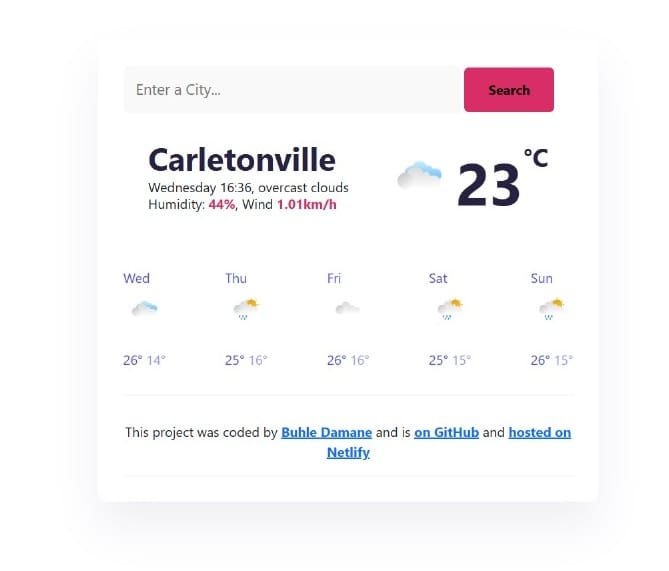 Enter a City...
Search
Carletonville
Wednesday 16:36, overcast clouds
Humidity: 44%, Wind 1.01km/h
23 °C
Wed Thu Fri Sat Sun
26° 14° 25° 16° 26° 16° 25° 15° 26° 15°
This project was coded by Buhle Damane and is on GitHub and hosted on
Netlify